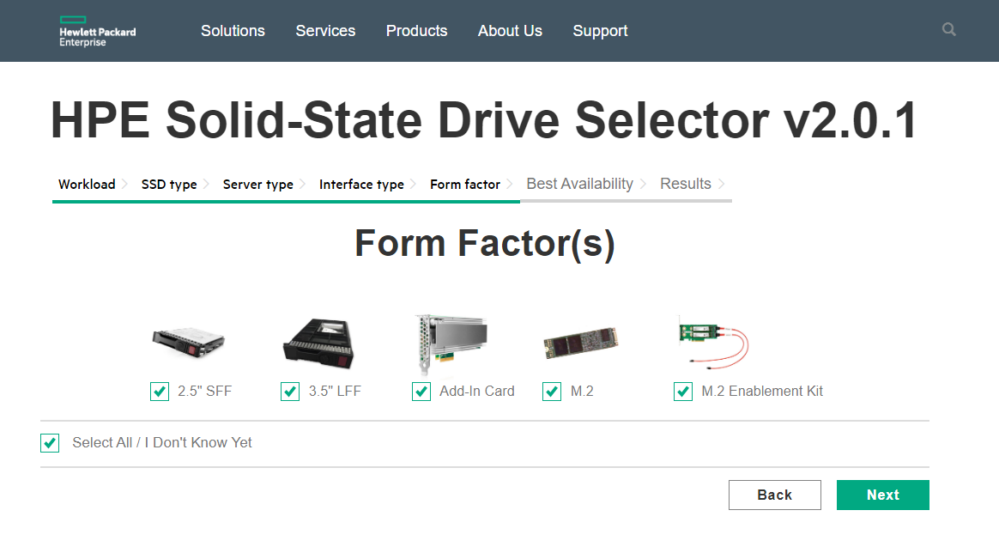 Hewlett Packard
Enterprise
Solutions Services Products About Us Support
HPE Solid-State Drive Selector v2.0.1
Workload SSD type Server type Interface type Form factor Best Availability Results
Form Factor(s)
2.5" SFF 3.5" LFF Add-In Card M.2 M.2 Enablement Kit
Select All / I Don't Know Yet
Back Next